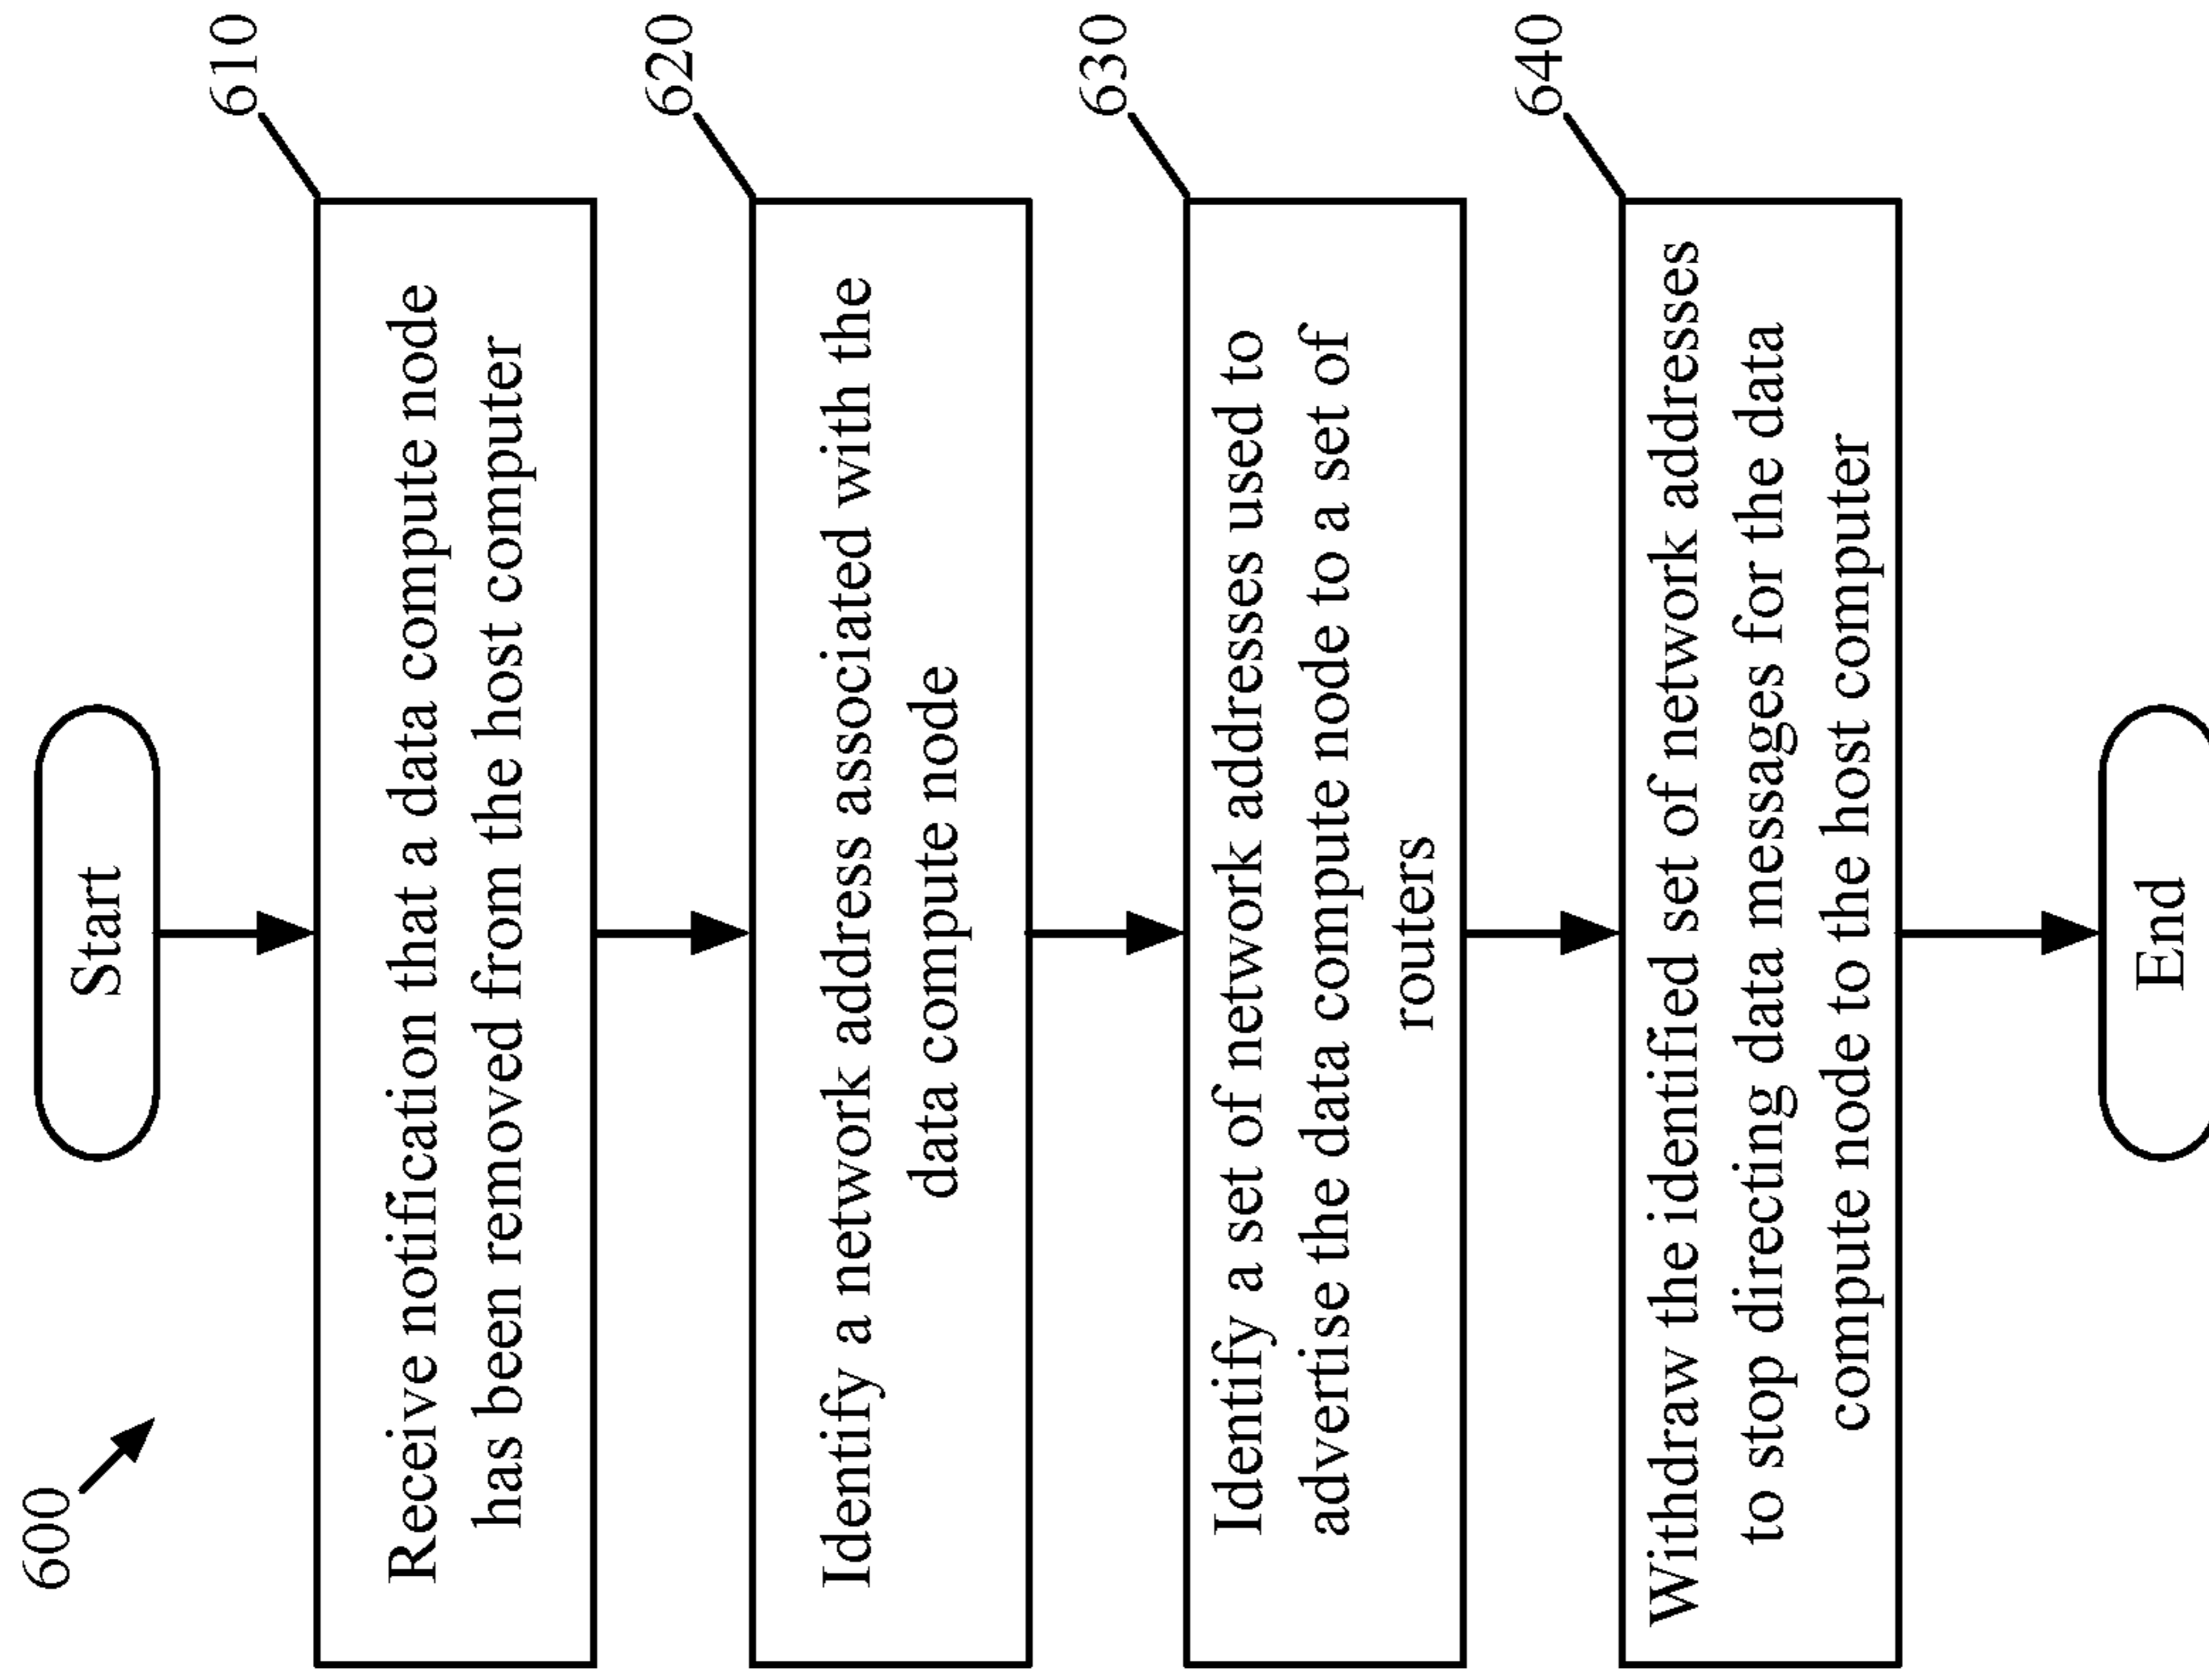 600
Start
610
Receive notification that a data compute node
has been removed from the host computer
620
Identify a network address associated with the
data compute node
630
Identify a set of network addresses used to
advertise the data compute node to a set of
routers
640
Withdraw the identified set of network addresses
to stop directing data messages for the data
compute node to the host computer
End